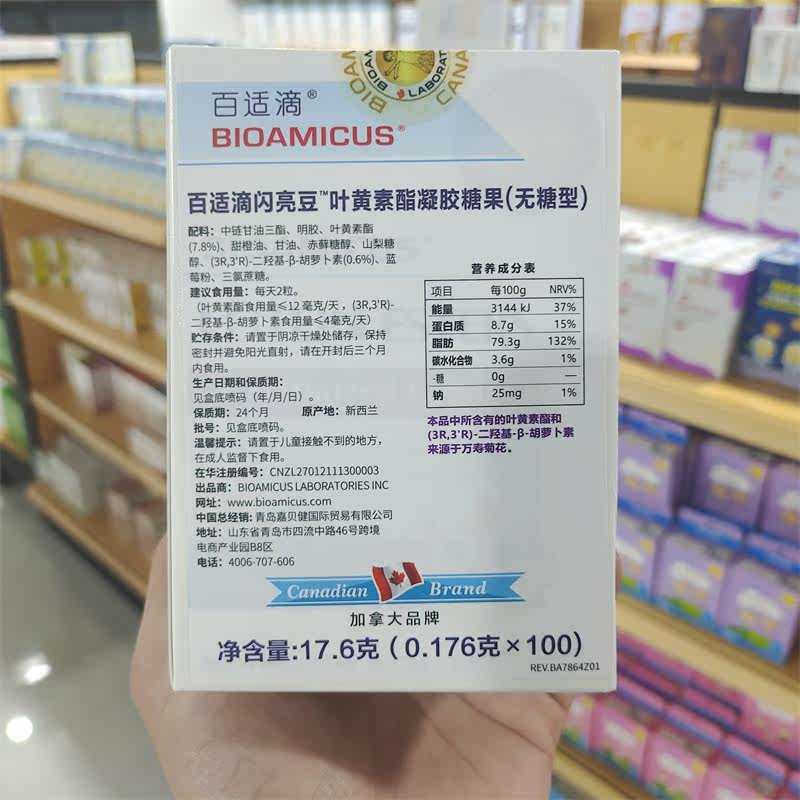 BIOAM
LABORATO
BIO
CANA
百适滴®
BIOAMICUS®
百适滴闪亮豆™叶黄素酯凝胶糖果(无糖型)
配料：中链甘油三酯、明胶、叶黄素酯
(7.8%)、甜橙油、甘油、赤藓糖醇、山梨糖
醇、(3R,3'R)-二羟基-β-胡萝卜素(0.6%)、蓝
莓粉、三氯蔗糖。
建议食用量：每天2粒。
（叶黄素酯食用量≤12 毫克/天，(3R,3'R)-
二羟基-β-胡萝卜素食用量≤4毫克/天）
贮存条件：请置于阴凉干燥处储存，保持
密封并避免阳光直射，请在开封后三个月
内食用。
生产日期和保质期：
见盒底喷码（年/月/日）。
保质期：24个月 原产地：新西兰
批号：见盒底喷码。
温馨提示：请置于儿童接触不到的地方，
在成人监督下食用。
在华注册编号：CNZL27012111300003
出品商：BIOAMICUS LABORATORIES INC
网址：www.bioamicus.com
中国总经销：青岛嘉贝健国际贸易有限公司
地址：山东省青岛市四流中路46号跨境
电商产业园B8区
电话：4006-707-606
营养成分表
项目 每100g NRV%
能量 3144 kJ 37%
蛋白质 8.7g 15%
脂肪 79.3g 132%
碳水化合物 3.6g 1%
-糖 0g —
钠 25mg 1%
本品中所含有的叶黄素酯和
(3R,3'R)-二羟基-β-胡萝卜素
来源于万寿菊花。
Canadian Brand
加拿大品牌
净含量:17.6克（0.176克×100）
REV.BA7864Z01